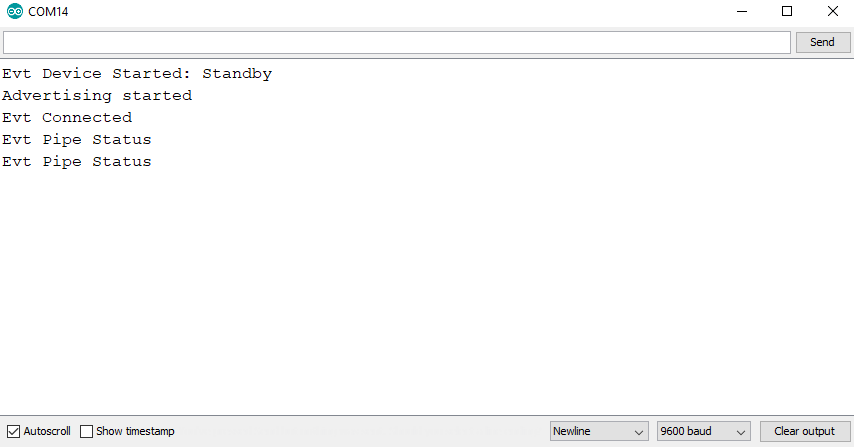 COM14
Send
Evt Device Started: Standby
Advertising started
Evt Connected
Evt Pipe Status
Evt Pipe Status
Autoscroll
Show timestamp
Newline
9600 baud
Clear output